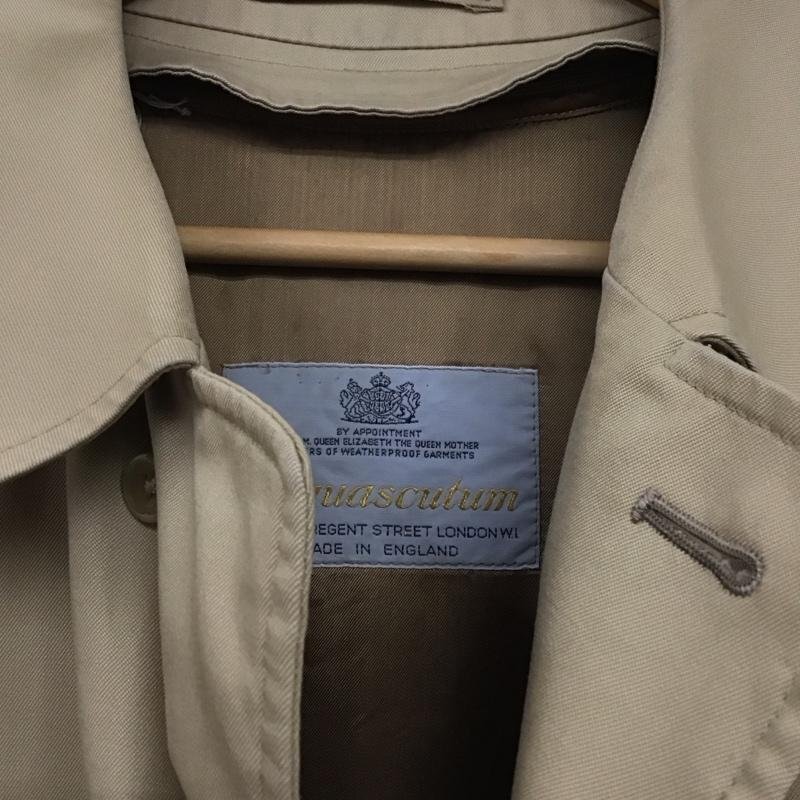 BY APPOINTMENT
M. QUEEN ELIZABETH THE QUEEN MOTHER
RS OF WEATHERPROOF GARMENTS
uascutum
REGENT STREET LONDON W.1.
ADE IN ENGLAND